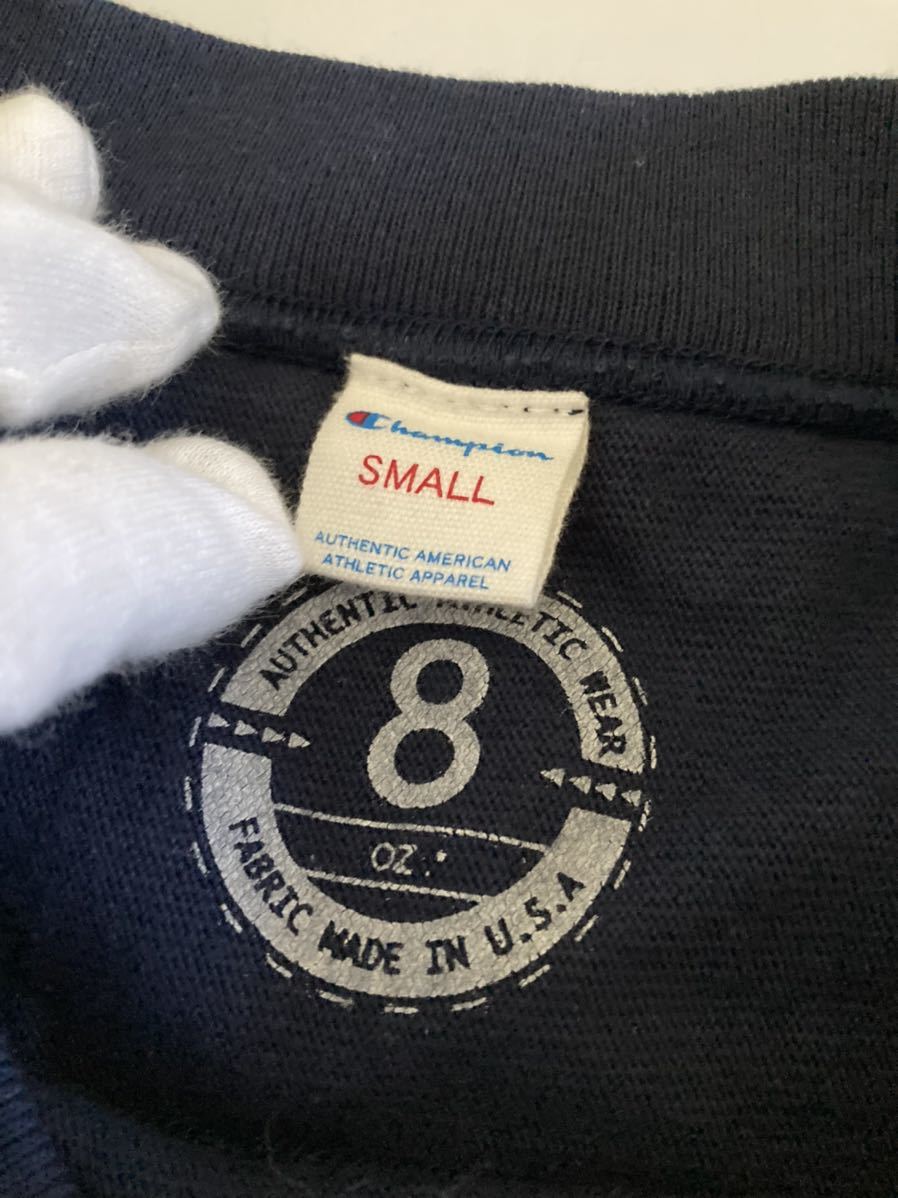 Champion
SMALL
AUTHENTIC AMERICAN
ATHLETIC APPAREL
AUTHENTIC ATHLETIC WEAR
8
OZ.
FABRIC MADE IN U.S.A